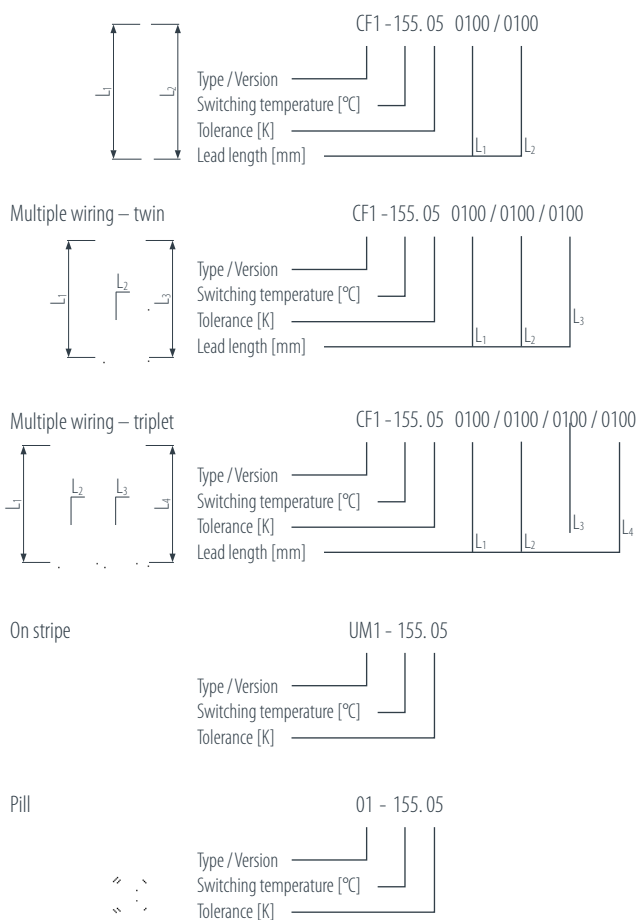 CF1 - 155. 05 0100 / 0100
L1 L2
Type / Version
Switching temperature [°C]
Tolerance [K]
Lead length [mm]
L1 L2
Multiple wiring – twin
CF1 - 155. 05 0100 / 0100 / 0100
L1 L2 L3
Type / Version
Switching temperature [°C]
Tolerance [K]
Lead length [mm]
L1 L2 L3
Multiple wiring – triplet
CF1 - 155. 05 0100 / 0100 / 0100 / 0100
L1 L2 L3 L4
Type / Version
Switching temperature [°C]
Tolerance [K]
Lead length [mm]
L1 L2 L3 L4
On stripe
UM1 - 155. 05
Type / Version
Switching temperature [°C]
Tolerance [K]
Pill
01 - 155. 05
Type / Version
Switching temperature [°C]
Tolerance [K]